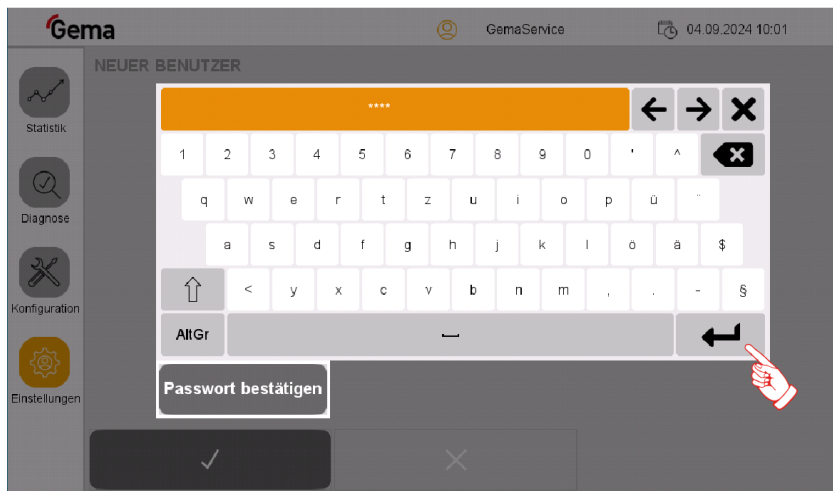 Gema GemaService 04.09.2024 10:01
NEUER BENUTZER
****
Statistik
1 2 3 4 5 6 7 8 9 0 ' ^
q w e r t z u i o p ü ¨
Diagnose
a s d f g h j k l ö ä $
< y x c v b n m , . - §
Konfiguration
AltGr
Passwort bestätigen
Einstellungen